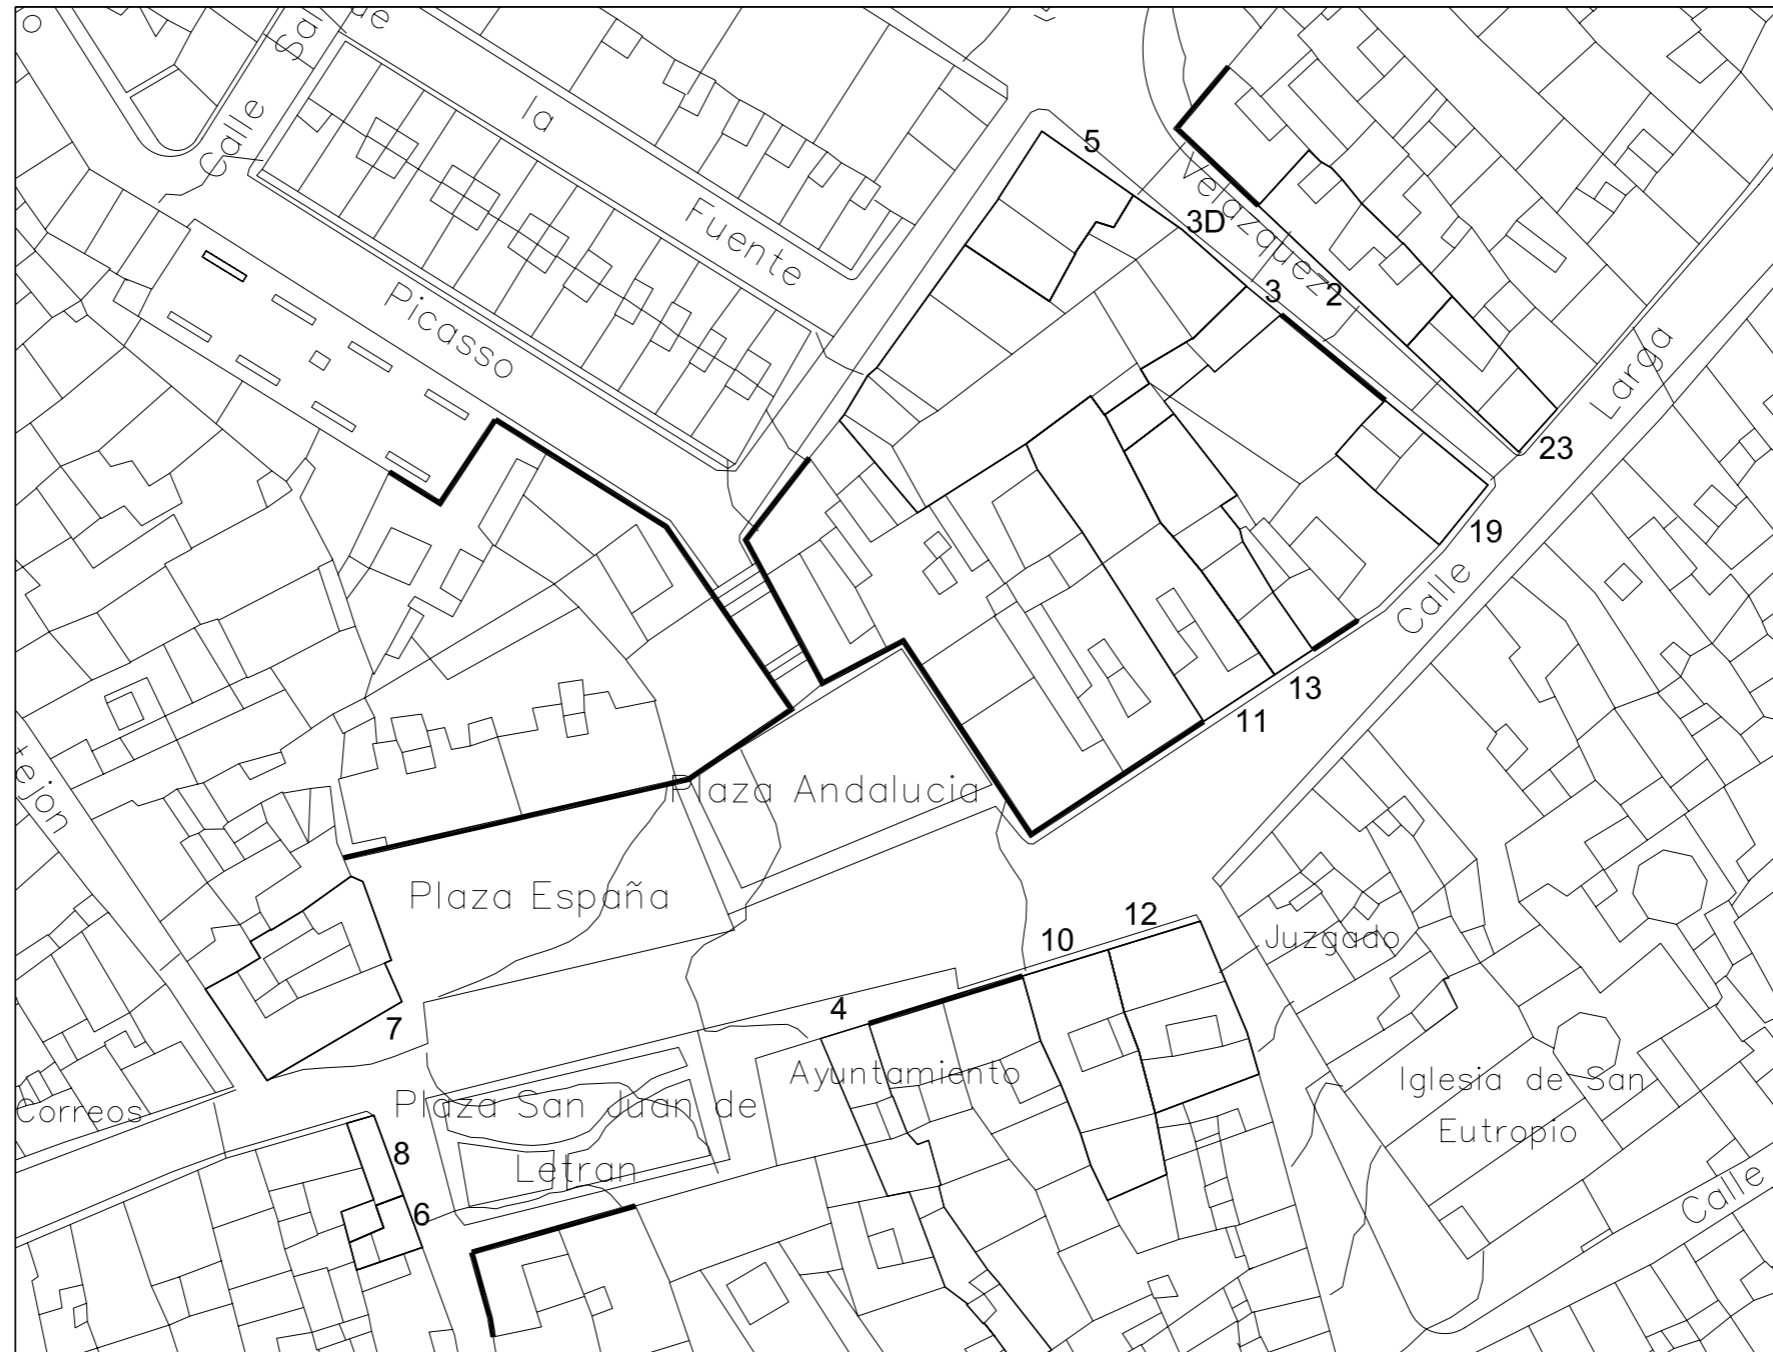 Calle
la
Fuente
Picasso
5
Velazquez
3D
3
2
Larga
23
19
Calle
13
11
Plaza Andalucia
Plaza España
12
10
Juzgado
7
4
Ayuntamiento
Iglesia de San
Eutropio
Correos
Plaza San Juan de
Letran
8
6
Calle